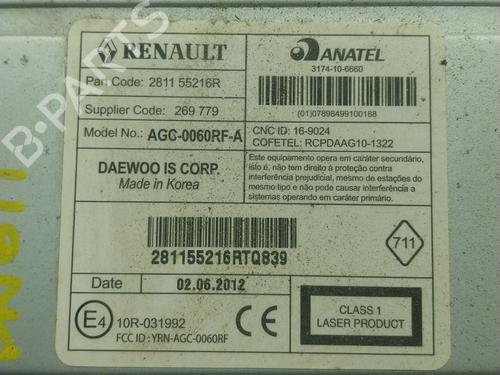 RENAULT
Part Code: 2811 55216R
Supplier Code: 269 779
Model No.: AGC-0060RF-A
DAEWOO IS CORP.
Made in Korea
ANATEL
3174-10-6660
(01)07898499100188
CNC ID: 16-9024
COFETEL: RCPDAAG10-1322
Este equipamento opera em caráter secundário,
isto é, não tem direito à proteção contra
interferência prejudicial, mesmo de estações do
mesmo tipo e não pode causar interferência a
sistemas operando em caráter primário.
281155216RTQ839
711
Date 02.06.2012
E4 10R-031992
FCC ID : YRN-AGC-0060RF
CE
CLASS 1
LASER PRODUCT
B-PARTS